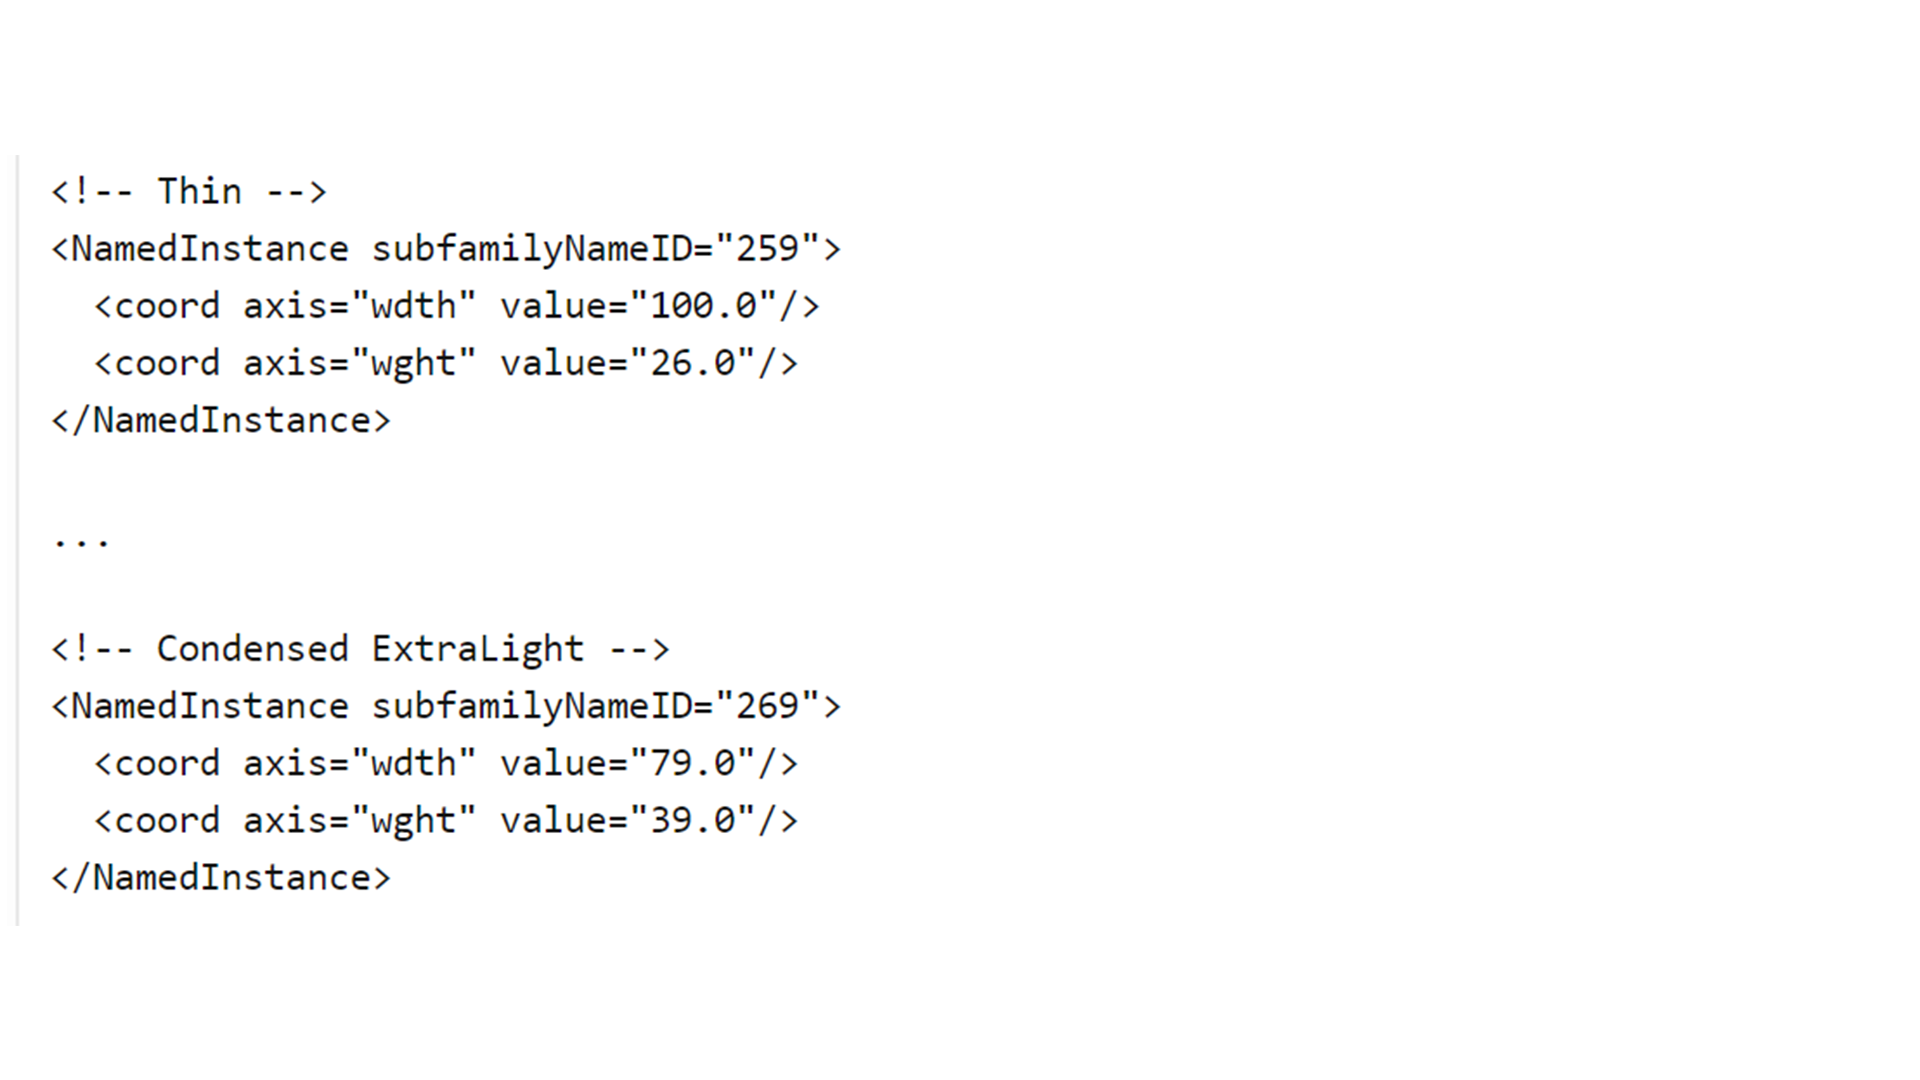 <!-- Thin -->
<NamedInstance subfamilyNameID="259">
  <coord axis="wdth" value="100.0"/>
  <coord axis="wght" value="26.0"/>
</NamedInstance>
...
<!-- Condensed ExtraLight -->
<NamedInstance subfamilyNameID="269">
  <coord axis="wdth" value="79.0"/>
  <coord axis="wght" value="39.0"/>
</NamedInstance>